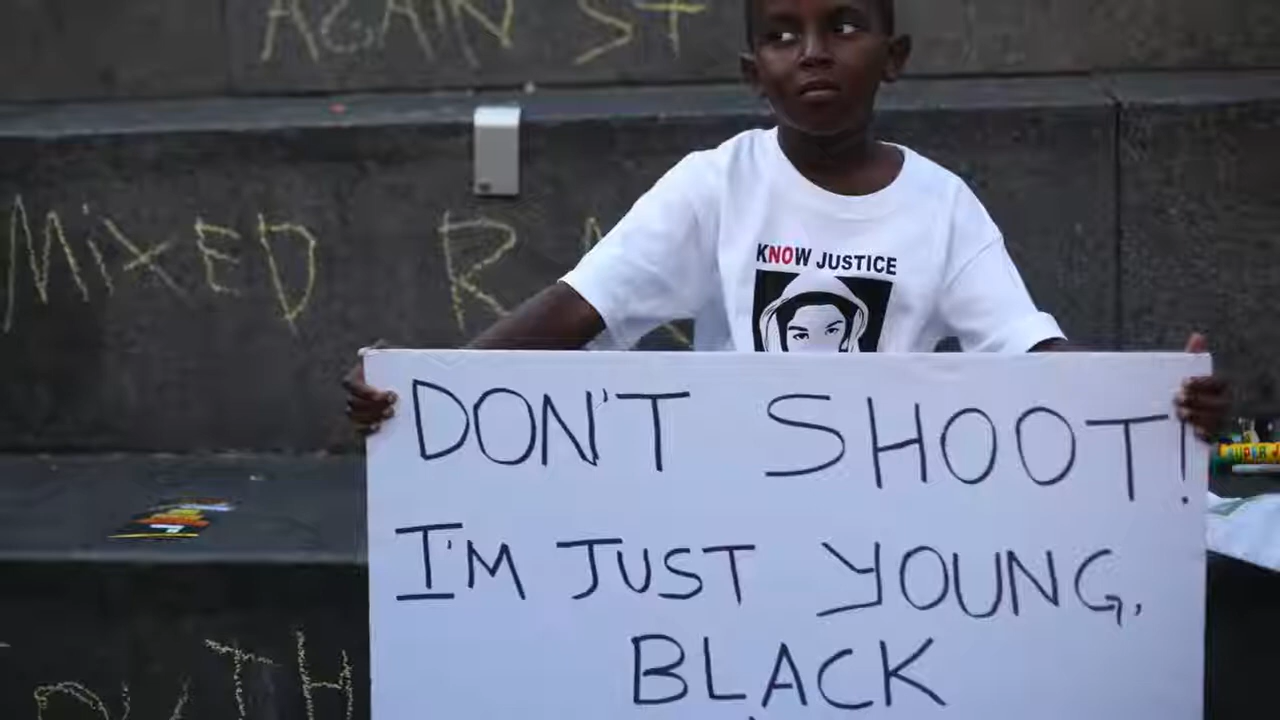 AGAINST
MIXED
KNOW JUSTICE
DON'T SHOOT!
I'M JUST YOUNG,
BLACK